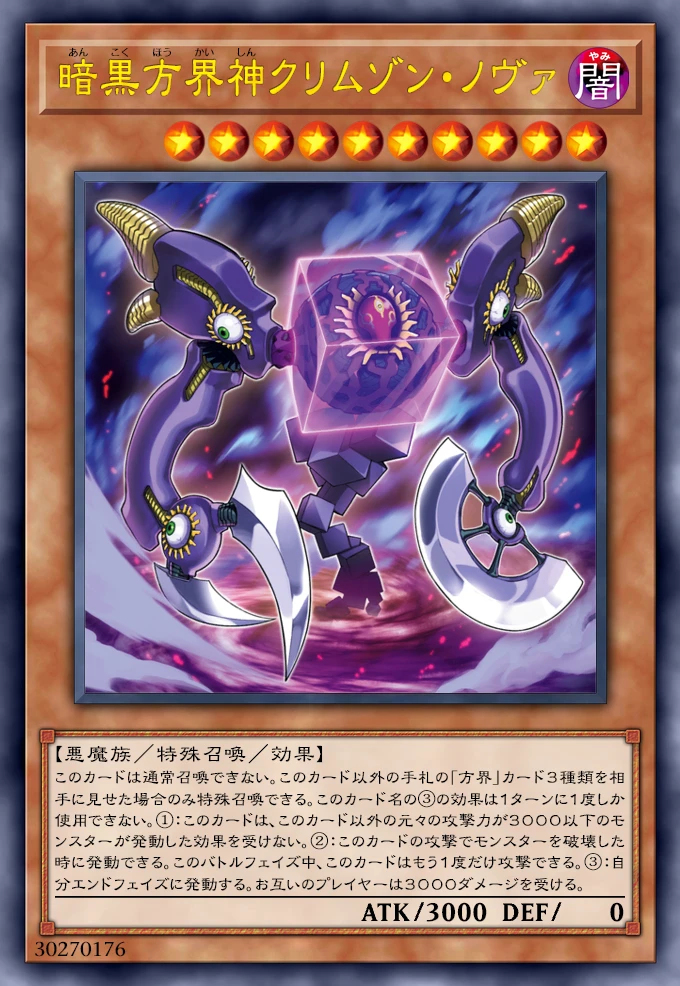 あん こく ほう かい しん
暗黒方界神クリムゾン・ノヴァ
やみ
闇
【悪魔族／特殊召喚／効果】
このカードは通常召喚できない。このカード以外の手札の「方界」カード３種類を相
手に見せた場合のみ特殊召喚できる。このカード名の③の効果は１ターンに１度しか
使用できない。①：このカードは、このカード以外の元々の攻撃力が３０００以下のモ
ンスターが発動した効果を受けない。②：このカードの攻撃でモンスターを破壊した
時に発動できる。このバトルフェイズ中、このカードはもう１度だけ攻撃できる。③：自
分エンドフェイズに発動する。お互いのプレイヤーは３０００ダメージを受ける。
ATK/3000 DEF/ 0
30270176